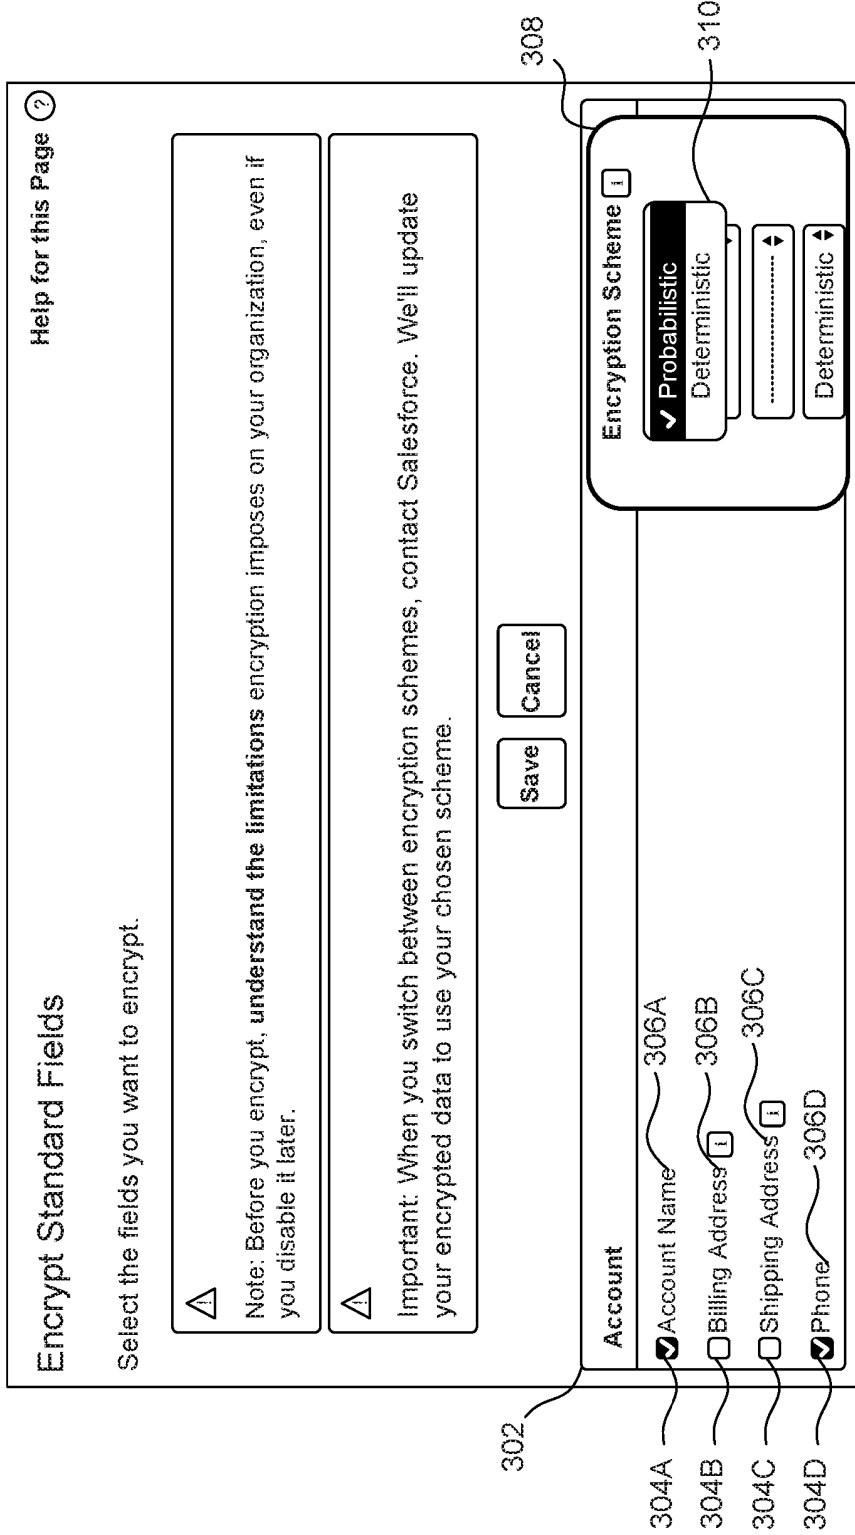 Encrypt Standard Fields
Help for this Page ?
Select the fields you want to encrypt.
Note: Before you encrypt, understand the limitations encryption imposes on your organization, even if
you disable it later.
Important: When you switch between encryption schemes, contact Salesforce. We'll update
your encrypted data to use your chosen scheme.
Save Cancel
302
308
Account
Encryption Scheme i
304A Account Name 306A
Probabilistic
310
Deterministic
304B Billing Address i 306B
304C Shipping Address i 306C
---------------
304D Phone 306D
Deterministic